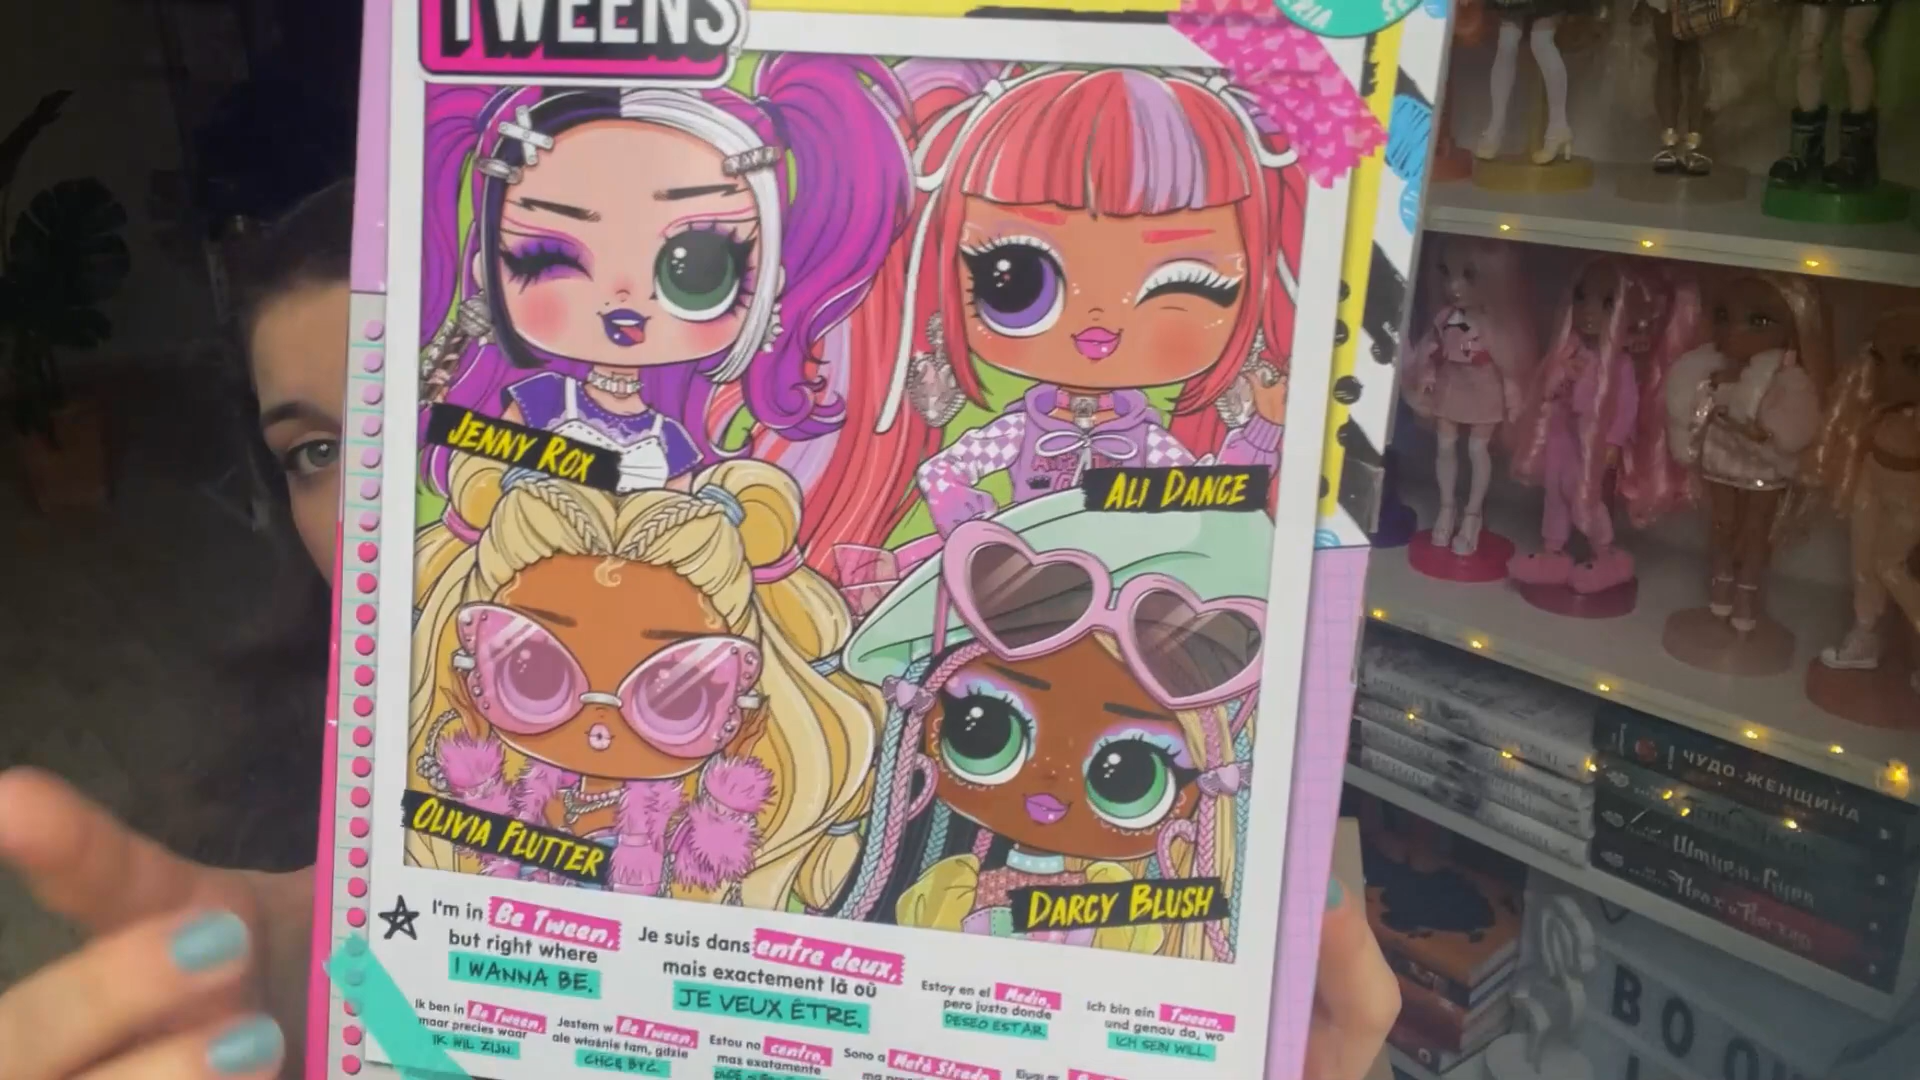 TWEENS
JENNY ROX
ALI DANCE
OLIVIA FLUTTER
DARCY BLUSH
I'm in Be Tween,
but right where
I WANNA BE.
Je suis dans entre deux,
mais exactement là où
JE VEUX ÊTRE.
Estoy en el Medio,
pero justo donde
DESEO ESTAR.
Ich bin ein Tween,
und genau da, wo
ICH SEIN WILL.
Ik ben in Be Tween,
maar precies waar
IK WIL ZIJN.
Jestem w Be Tween,
ale właśnie tam, gdzie
CHCĘ BYĆ.
Estou no centro,
mas exatamente
Sono a Metà Strada
ЧУДО-ЖЕНЩИНА
BOO